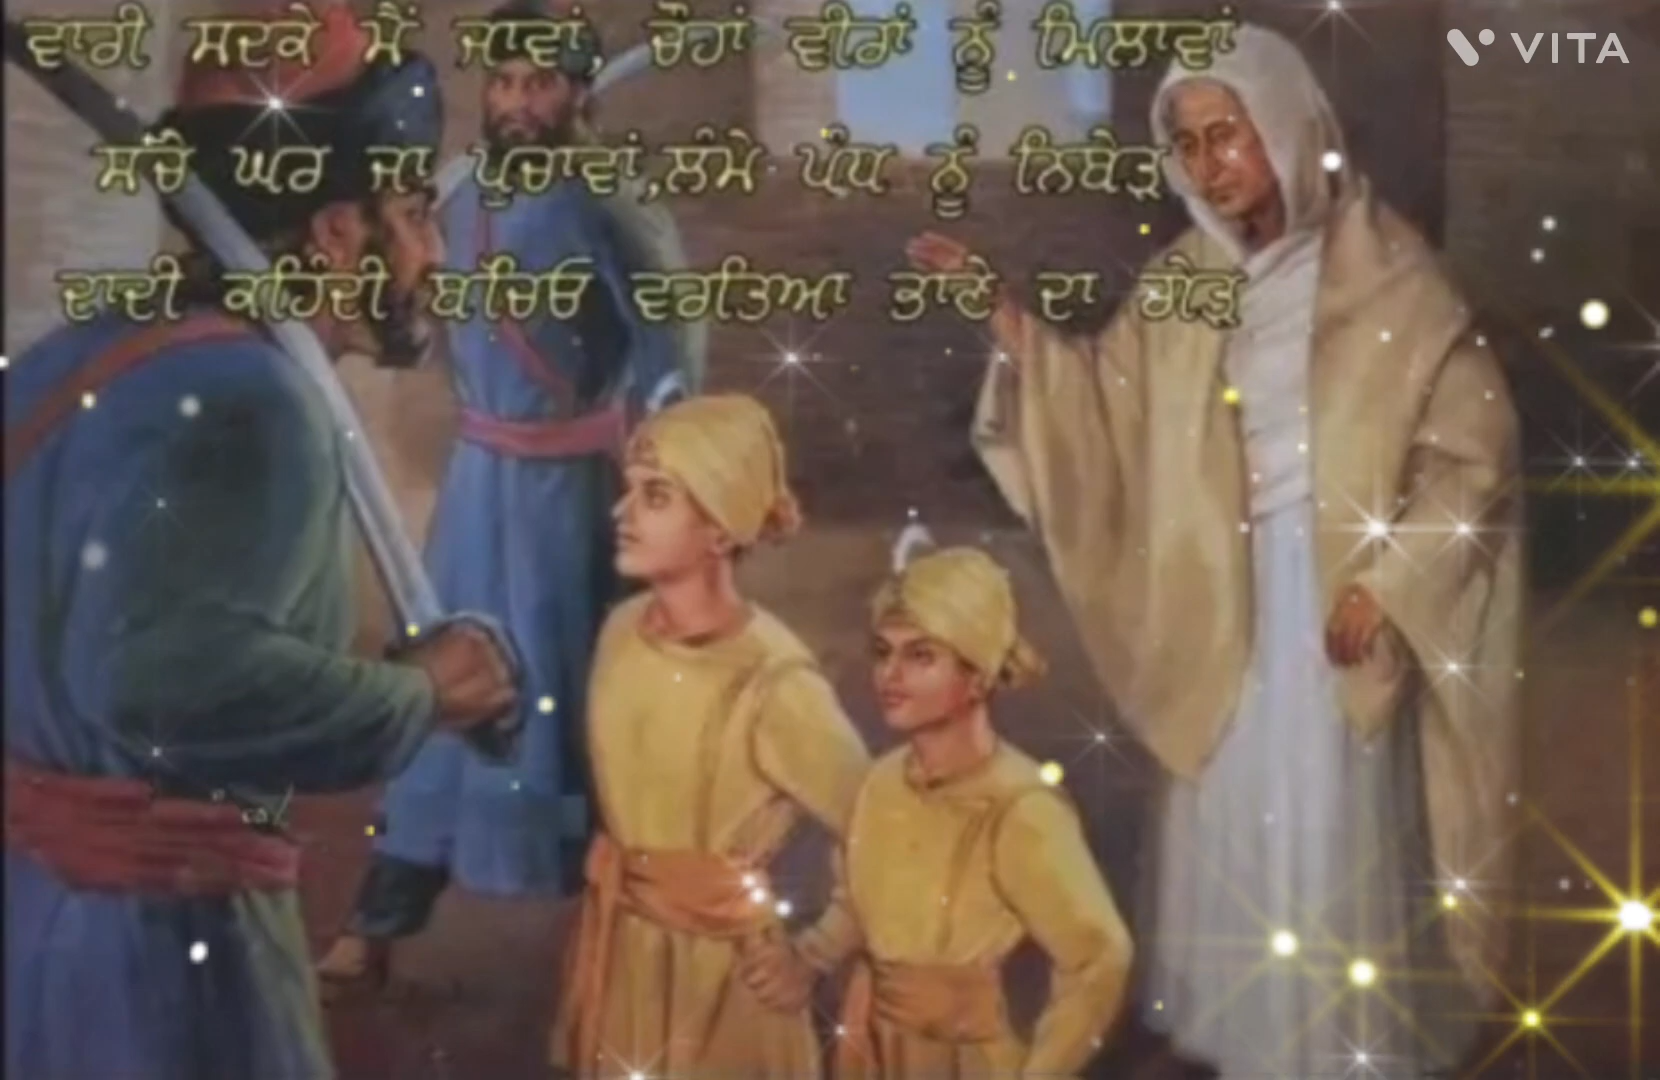 ਵਾਰੀ ਸਦਕੇ ਮੈਂ ਜਾਵਾਂ, ਚੌਹਾਂ ਵੀਰਾਂ ਨੂੰ ਮਿਲਾਵਾਂ
ਸੱਚੇ ਘਰ ਜਾ ਪੁਚਾਵਾਂ,ਲੰਮੇ ਪੰਧ ਨੂੰ ਨਿਬੇੜ
ਦਾਦੀ ਕਹਿੰਦੀ ਬੱਚਿਓ ਵਰਤਿਆ ਭਾਣੇ ਦਾ ਗੇੜ
VITA